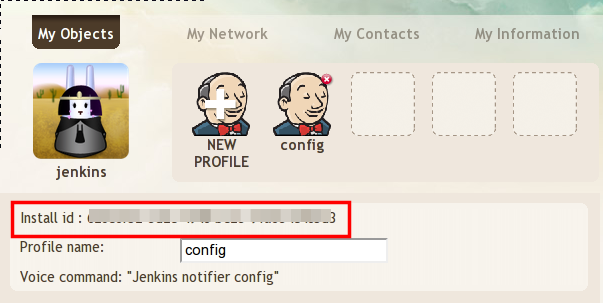 My Objects
My Network
My Contacts
My Information
jenkins
NEW
PROFILE
config
Install id :
Profile name:
config
Voice command: "Jenkins notifier config"